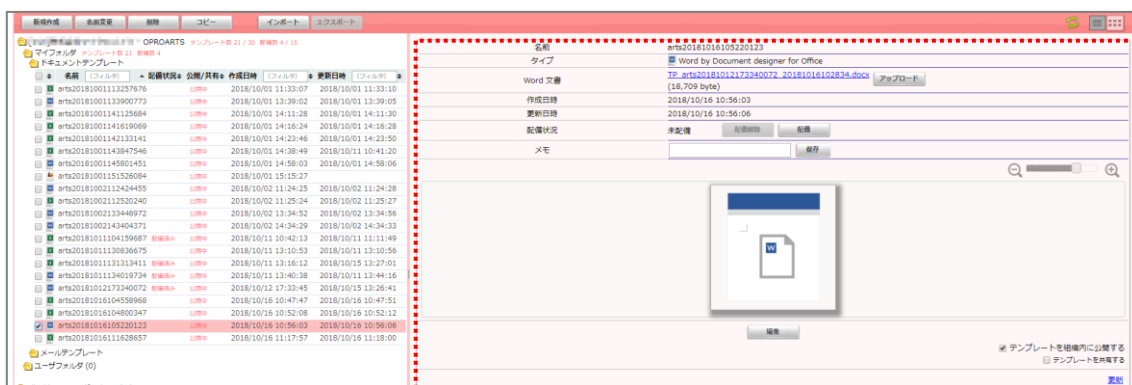 新規作成 名前変更 削除 コピー インポート エクスポート
OPROARTS テンプレート数 21 / 30 配備数 4 / 15
マイフォルダ テンプレート数 21 配備数 4
ドキュメントテンプレート
名前 (フィルタ) 配備状況 公開/共有 作成日時 (フィルタ) 更新日時 (フィルタ)
arts20181001113257676 公開中 2018/10/01 11:33:07 2018/10/01 11:33:10
arts20181001133900773 公開中 2018/10/01 13:39:02 2018/10/01 13:39:05
arts20181001141125684 公開中 2018/10/01 14:11:28 2018/10/01 14:11:30
arts20181001141619069 公開中 2018/10/01 14:16:24 2018/10/01 14:16:28
arts20181001142133141 公開中 2018/10/01 14:23:46 2018/10/01 14:23:50
arts20181001143847546 公開中 2018/10/01 14:38:49 2018/10/11 10:41:20
arts20181001145801451 公開中 2018/10/01 14:58:03 2018/10/01 14:58:06
arts20181001151526084 公開中 2018/10/01 15:15:27
arts20181002112424455 公開中 2018/10/02 11:24:25 2018/10/02 11:24:28
arts20181002112520240 公開中 2018/10/02 11:25:24 2018/10/02 11:25:27
arts20181002133446972 公開中 2018/10/02 13:34:52 2018/10/02 13:34:56
arts20181002143404371 公開中 2018/10/02 14:34:29 2018/10/02 14:34:33
arts20181011104159687 配備済み 公開中 2018/10/11 10:42:13 2018/10/11 11:11:49
arts20181011130836675 公開中 2018/10/11 13:10:53 2018/10/11 13:10:56
arts20181011131313411 配備済み 公開中 2018/10/11 13:16:12 2018/10/15 13:27:01
arts20181011134019734 配備済み 公開中 2018/10/11 13:40:38 2018/10/11 13:44:16
arts20181012173340072 配備済み 公開中 2018/10/12 17:33:45 2018/10/15 13:26:41
arts20181016104558968 公開中 2018/10/16 10:47:47 2018/10/16 10:47:51
arts20181016104800347 公開中 2018/10/16 10:52:08 2018/10/16 10:52:12
arts20181016105220123 公開中 2018/10/16 10:56:03 2018/10/16 10:56:06
arts20181016111628657 公開中 2018/10/16 11:17:57 2018/10/16 11:18:00
メールテンプレート
ユーザフォルダ (0)
名前 arts20181016105220123
タイプ Word by Document designer for Office
Word 文書 TP_arts20181012173340072_20181016102834.docx アップロード
(18,709 byte)
作成日時 2018/10/16 10:56:03
更新日時 2018/10/16 10:56:06
配備状況 未配備 配備解除 配備
メモ 保存
W
編集
テンプレートを組織内に公開する
テンプレートを共有する
更新